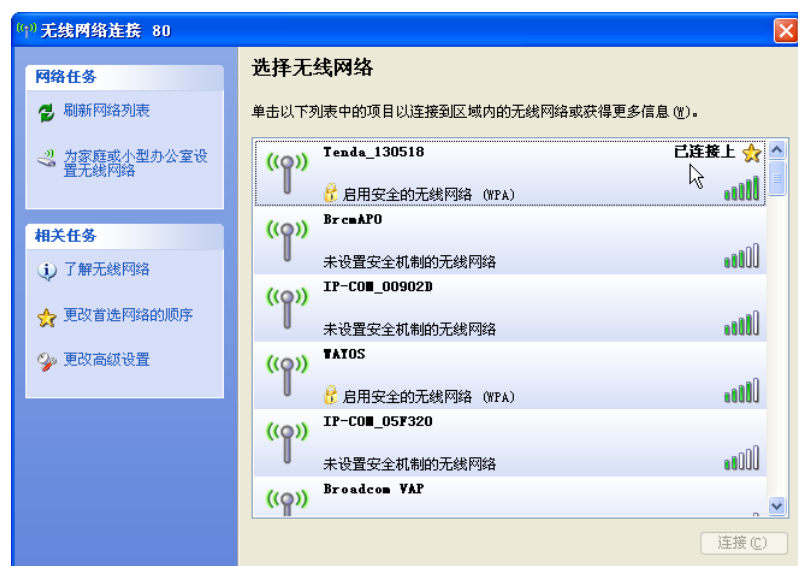 无线网络连接 80
网络任务
刷新网络列表
为家庭或小型办公室设
置无线网络
相关任务
了解无线网络
更改首选网络的顺序
更改高级设置
选择无线网络
单击以下列表中的项目以连接到区域内的无线网络或获得更多信息(W)。
Tenda_130518 已连接上
启用安全的无线网络 (WPA)
BrcmAP0
未设置安全机制的无线网络
IP-COM_00902D
未设置安全机制的无线网络
WAYOS
启用安全的无线网络 (WPA)
IP-COM_05F320
未设置安全机制的无线网络
Broadcom VAP
连接(C)